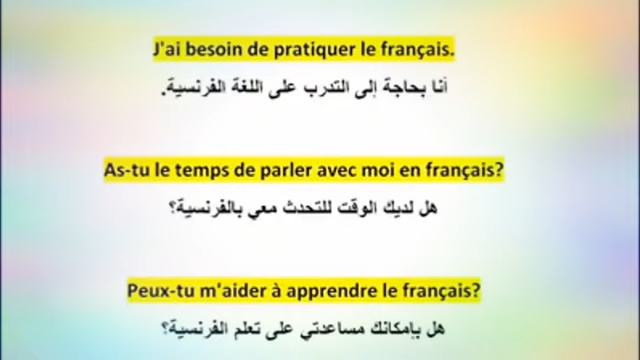 J'ai besoin de pratiquer le français.
أنا بحاجة إلى التدرب على اللغة الفرنسية.
As-tu le temps de parler avec moi en français?
هل لديك الوقت للتحدث معي بالفرنسية؟
Peux-tu m'aider à apprendre le français?
هل بإمكانك مساعدتي على تعلم الفرنسية؟